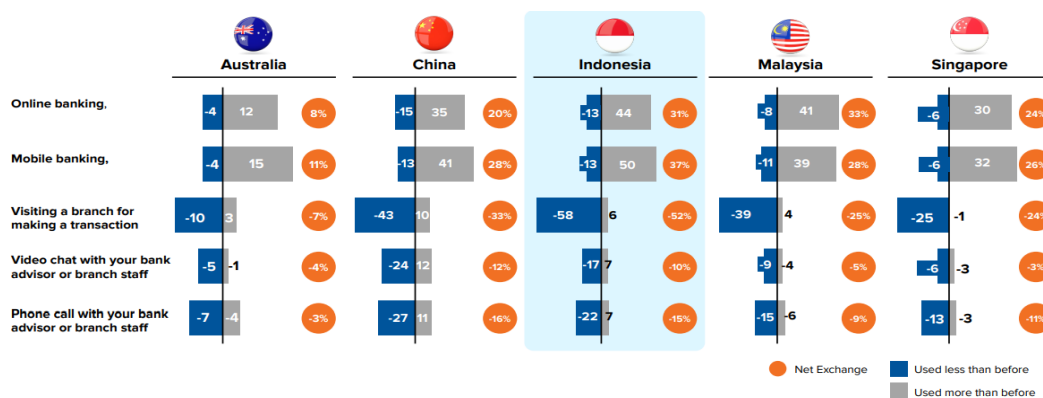 Australia China Indonesia Malaysia Singapore
Online banking, -4 12 8% -15 35 20% -13 44 31% -8 41 33% -6 30 24%
Mobile banking, -4 15 11% -13 41 28% -13 50 37% -11 39 28% -6 32 26%
Visiting a branch for
making a transaction -10 3 -7% -43 10 -33% -58 6 -52% -39 4 -25% -25 -1 -24%
Video chat with your bank
advisor or branch staff -5 -1 -4% -24 12 -12% -17 7 -10% -9 -4 -5% -6 -3 -3%
Phone call with your bank
advisor or branch staff -7 -4 -3% -27 11 -16% -22 7 -15% -15 -6 -9% -13 -3 -11%
Net Exchange Used less than before
Used more than before